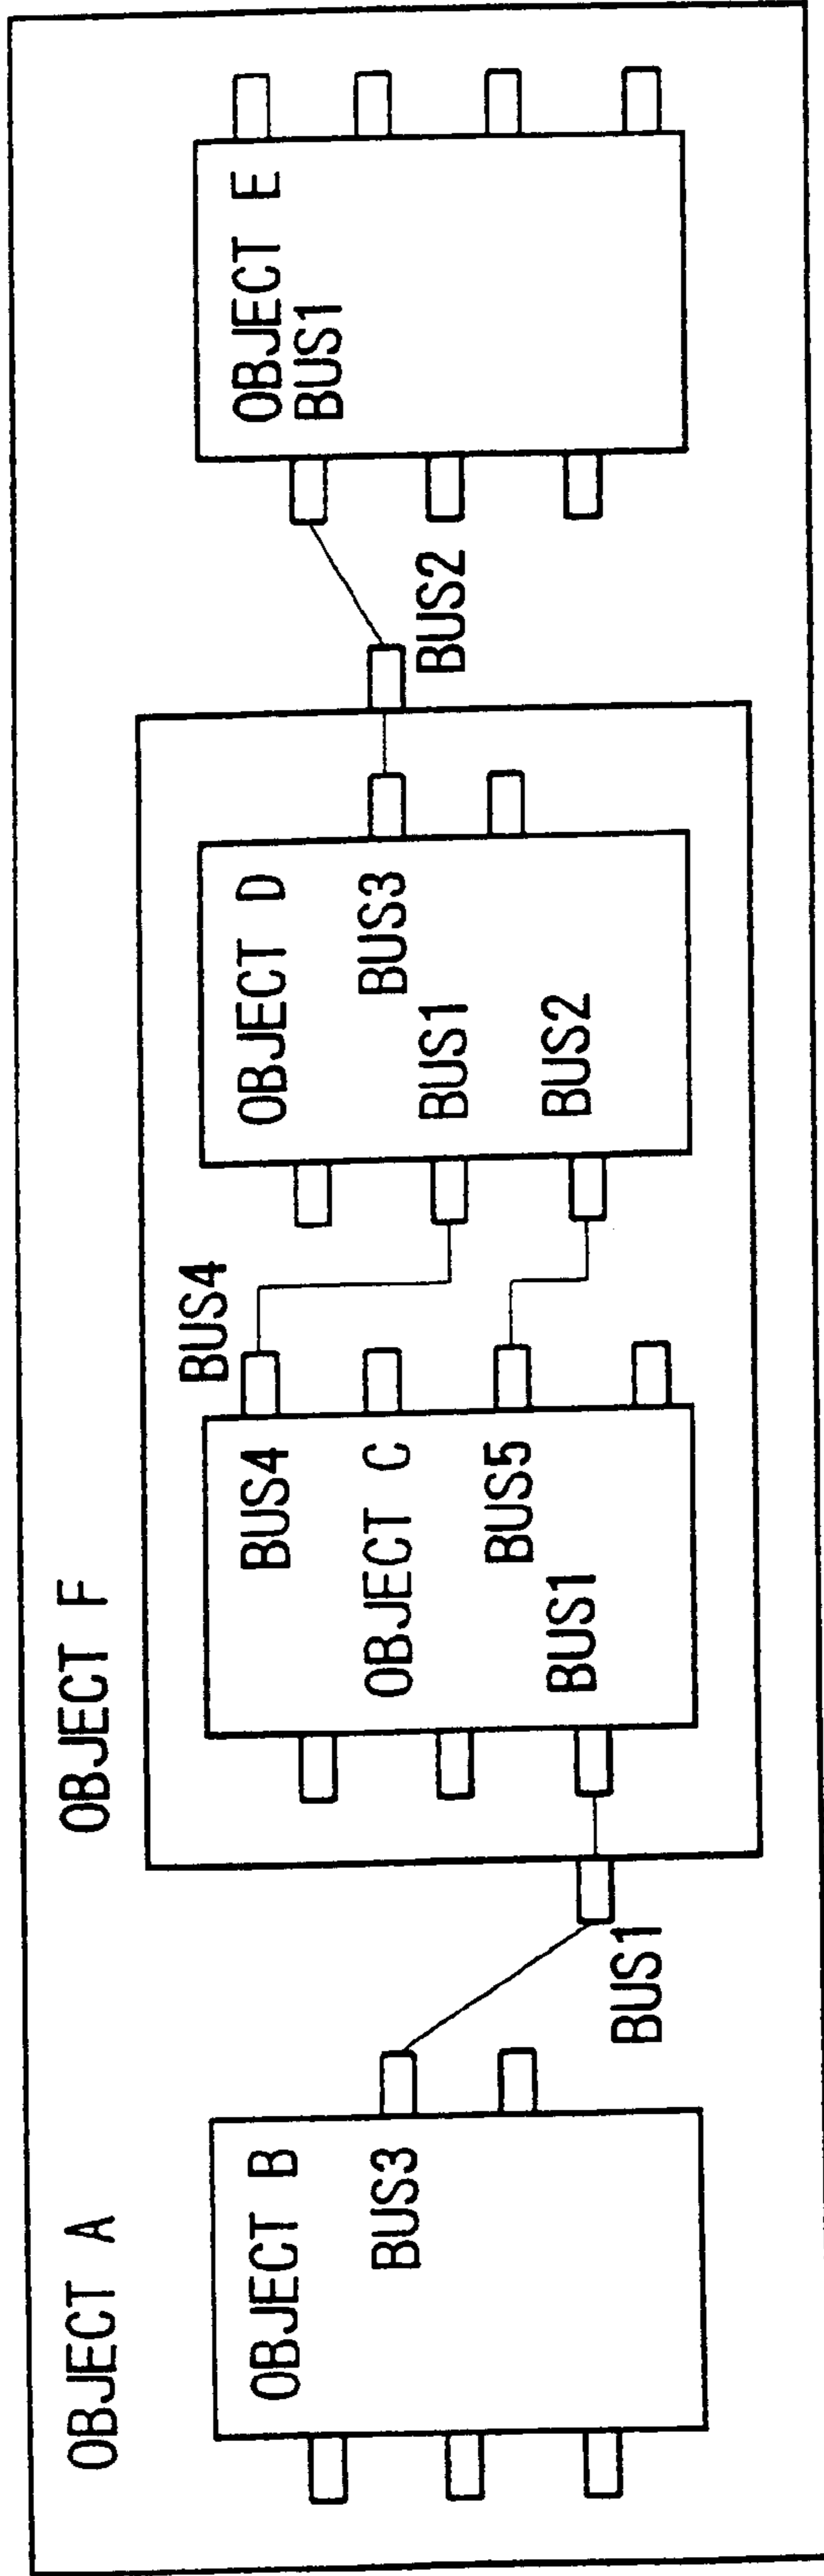 OBJECT A
OBJECT F
OBJECT B
BUS3
BUS1
BUS4
BUS4
OBJECT C
BUS5
BUS1
OBJECT D
BUS3
BUS1
BUS2
BUS2
OBJECT E
BUS1